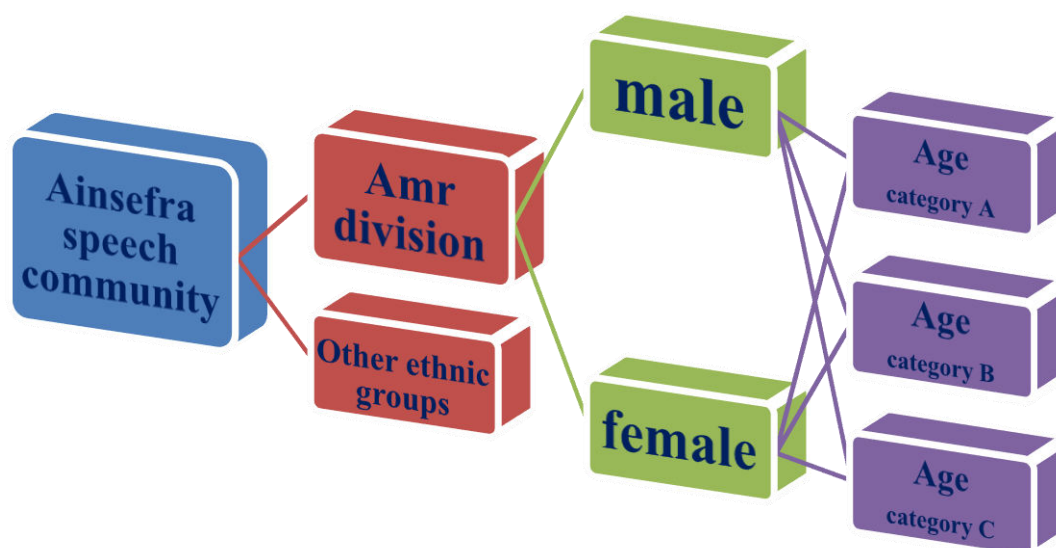 Ainsefra
speech
community
Amr
division
Other ethnic
groups
male
female
Age
category A
Age
category B
Age
category C